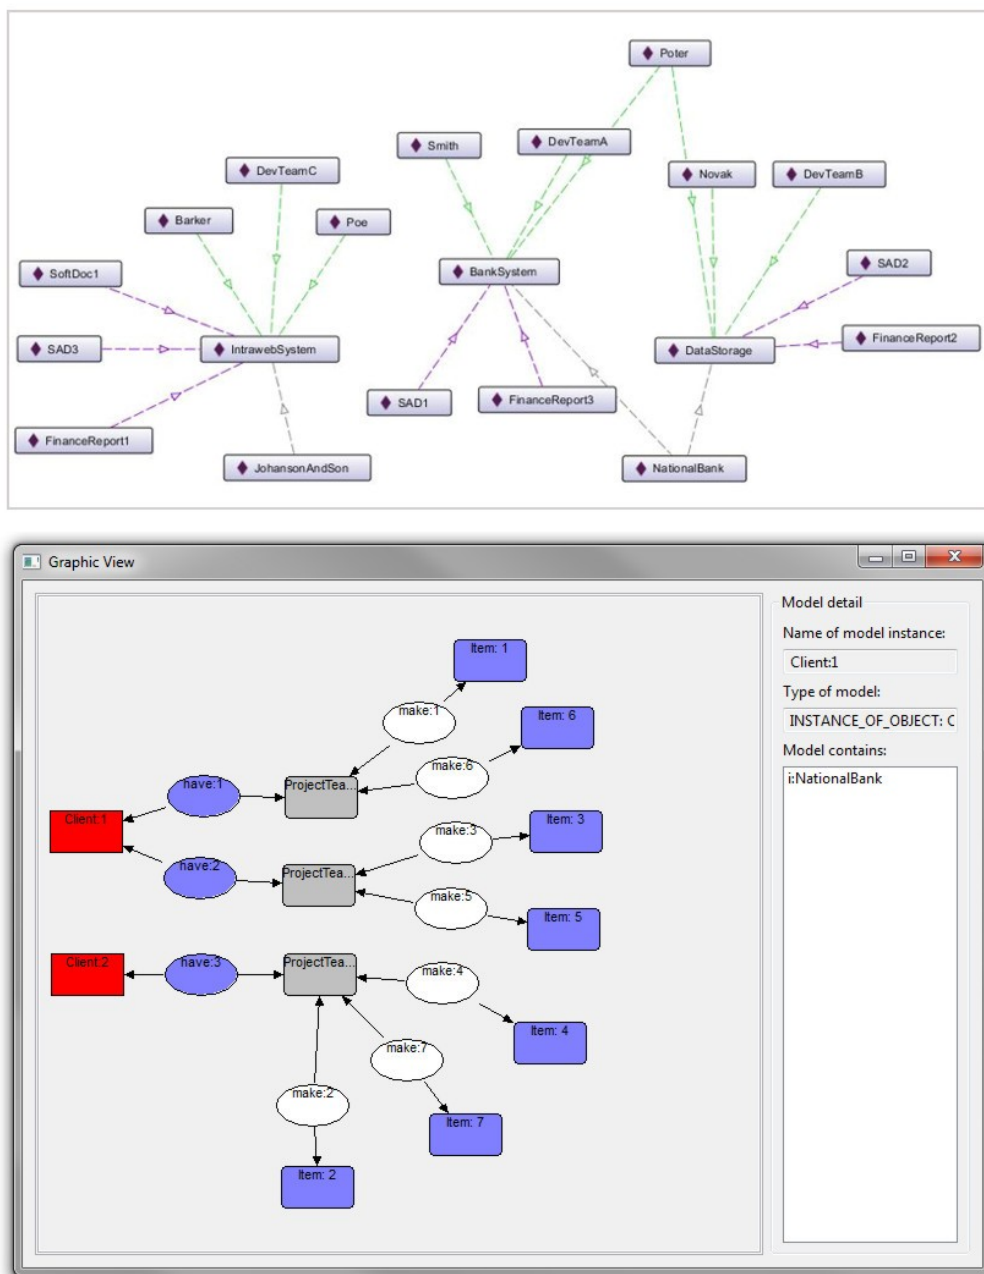 Poter
Smith
DevTeamA
DevTeamC
Novak
DevTeamB
Barker
Poe
SoftDoc1
BankSystem
SAD2
SAD3
IntrawebSystem
DataStorage
FinanceReport2
SAD1
FinanceReport3
FinanceReport1
JohansonAndSon
NationalBank
Graphic View
Model detail
Name of model instance:
Client:1
Type of model:
INSTANCE_OF_OBJECT: C
Model contains:
i:NationalBank
Item: 1
make:1
Item: 6
make:6
have:1
ProjectTea...
Client:1
Item: 3
make:3
have:2
ProjectTea...
make:5
Item: 5
Client:2
have:3
ProjectTea...
make:4
Item: 4
make:7
make:2
Item: 7
Item: 2